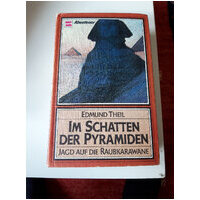 Abenteuer
EDMUND THEIL
IM SCHATTEN
DER PYRAMIDEN
JAGD AUF DIE RAUBKARAWANE